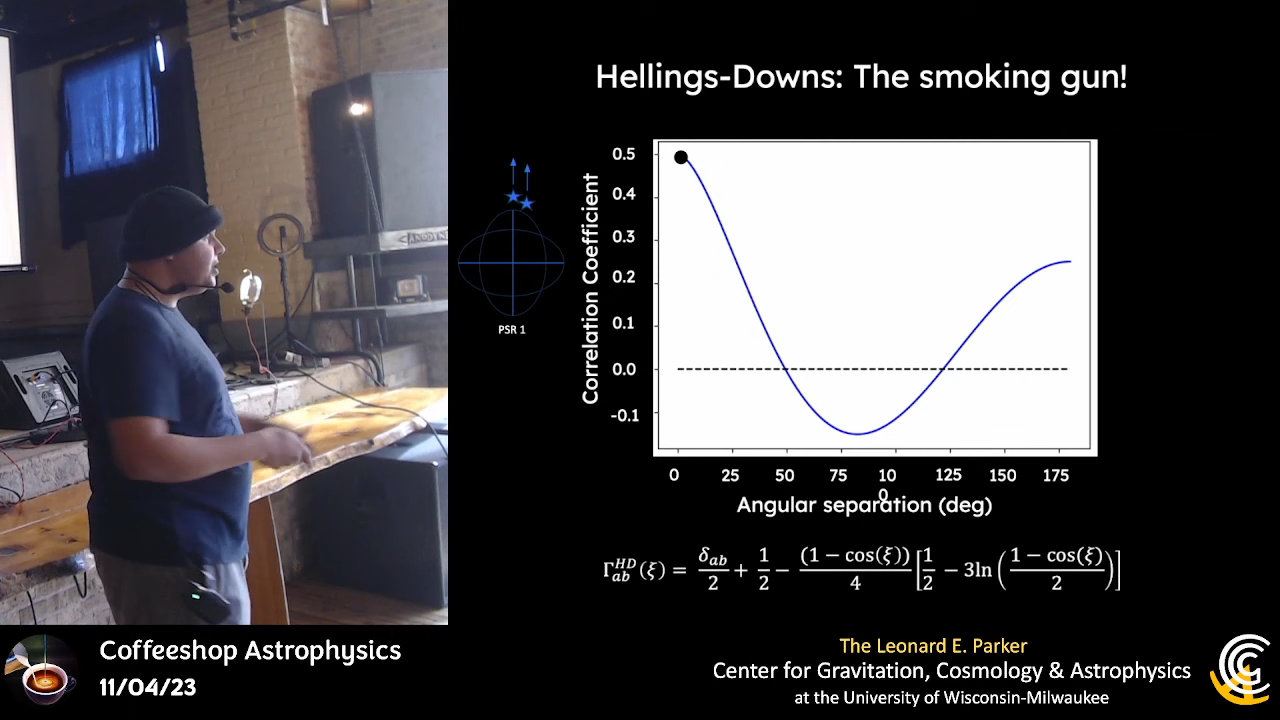 Hellings-Downs: The smoking gun!
Correlation Coefficient
0.5
0.4
0.3
0.2
0.1
0.0
-0.1
0 25 50 75 100 125 150 175
Angular separation (deg)
PSR 1
Γ_ab^HD(ξ) = δ_ab/2 + 1/2 − (1 − cos(ξ))/4 [1/2 − 3ln ((1 − cos(ξ))/2)]
Coffeeshop Astrophysics
11/04/23
The Leonard E. Parker
Center for Gravitation, Cosmology & Astrophysics
at the University of Wisconsin-Milwaukee